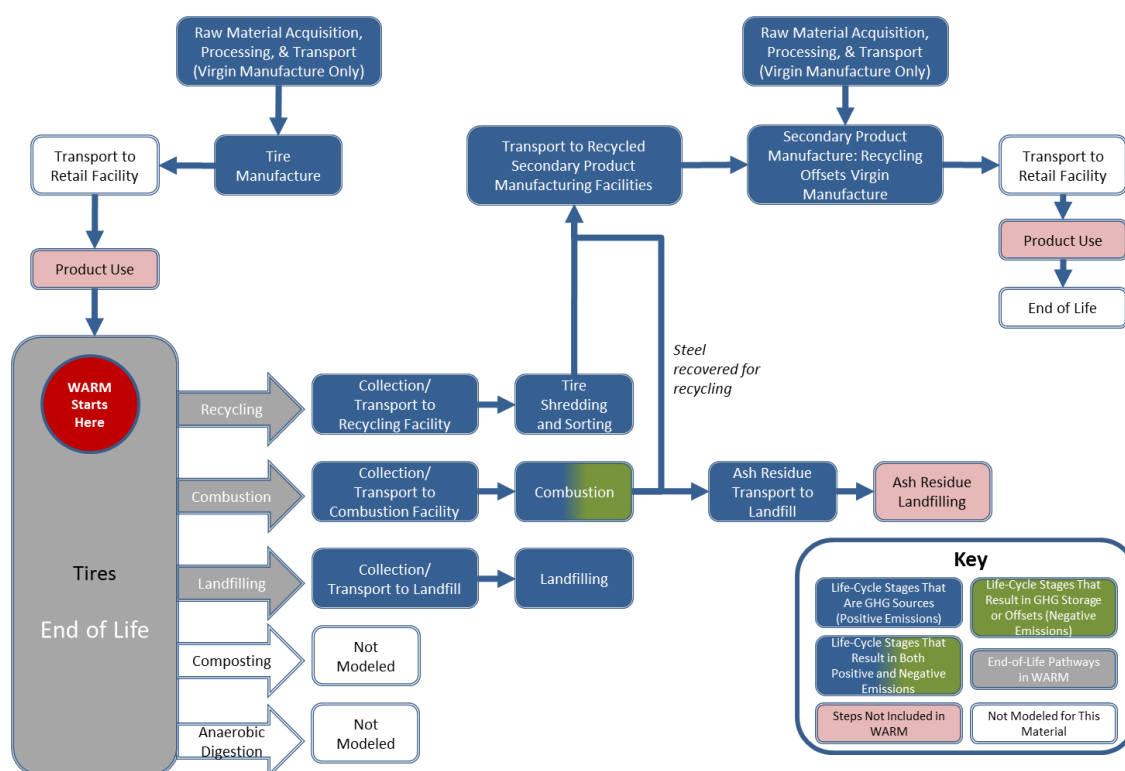 Raw Material Acquisition,
Processing, & Transport
(Virgin Manufacture Only)
Raw Material Acquisition,
Processing, & Transport
(Virgin Manufacture Only)
Transport to
Retail Facility
Tire
Manufacture
Transport to Recycled
Secondary Product
Manufacturing Facilities
Secondary Product
Manufacture: Recycling
Offsets Virgin
Manufacture
Transport to
Retail Facility
Product Use
Product Use
End of Life
WARM
Starts
Here
Recycling
Collection/
Transport to
Recycling Facility
Tire
Shredding
and Sorting
Steel
recovered for
recycling
Combustion
Collection/
Transport to
Combustion Facility
Combustion
Ash Residue
Transport to
Landfill
Ash Residue
Landfilling
Tires
End of Life
Landfilling
Collection/
Transport to Landfill
Landfilling
Composting
Not
Modeled
Anaerobic
Digestion
Not
Modeled
Key
Life-Cycle Stages That
Are GHG Sources
(Positive Emissions)
Life-Cycle Stages That
Result in GHG Storage
or Offsets (Negative
Emissions)
Life-Cycle Stages That
Result in Both
Positive and Negative
Emissions
End-of-Life Pathways
in WARM
Steps Not Included in
WARM
Not Modeled for This
Material